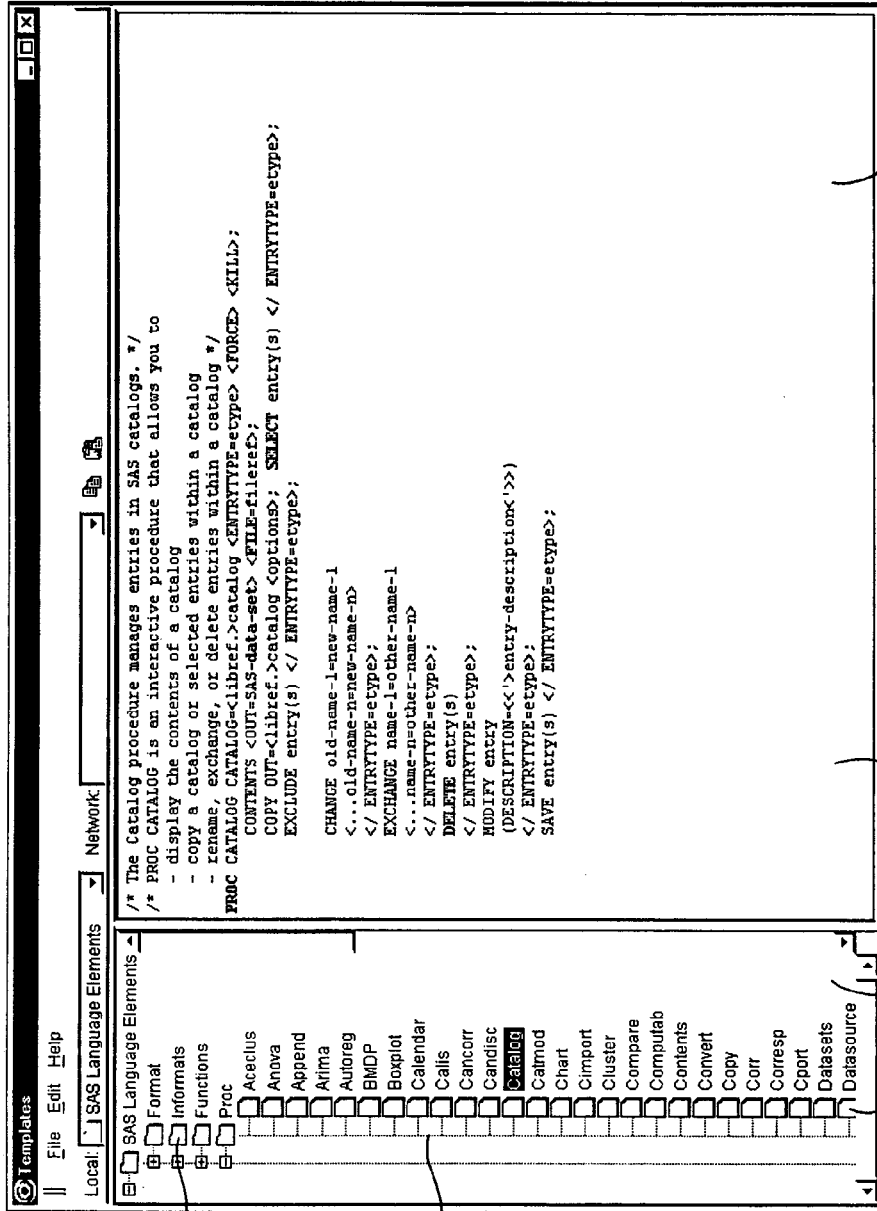 Templates
File Edit Help
Local: SAS Language Elements Network:
SAS Language Elements
Format
Informats
Functions
Proc
Aceclus
Anova
Append
Arima
Autoreg
BMDP
Boxplot
Calendar
Calis
Cancorr
Candisc
Catalog
Catmod
Chart
Cimport
Cluster
Compare
Computab
Contents
Convert
Copy
Corr
Corresp
Cport
Datasets
Datasource
/* The Catalog procedure manages entries in SAS catalogs. */
/* PROC CATALOG is an interactive procedure that allows you to
- display the contents of a catalog
- copy a catalog or selected entries within a catalog
- rename, exchange, or delete entries within a catalog */
PROC CATALOG CATALOG=<libref.>catalog <ENTRYTYPE=etype> <FORCE> <KILL>;
CONTENTS <OUT=SAS-data-set> <FILE=fileref>;
COPY OUT=<libref.>catalog <options>; SELECT entry(s) </ ENTRYTYPE=etype>;
EXCLUDE entry(s) </ ENTRYTYPE=etype>;
CHANGE old-name-1=new-name-1
<...old-name-n=new-name-n>
</ ENTRYTYPE=etype>;
EXCHANGE name-1=other-name-1
<...name-n=other-name-n>
</ ENTRYTYPE=etype>;
DELETE entry(s)
</ ENTRYTYPE=etype>;
MODIFY entry
(DESCRIPTION=<<'>entry-description<'>>)
</ ENTRYTYPE=etype>;
SAVE entry(s) </ ENTRYTYPE=etype>;